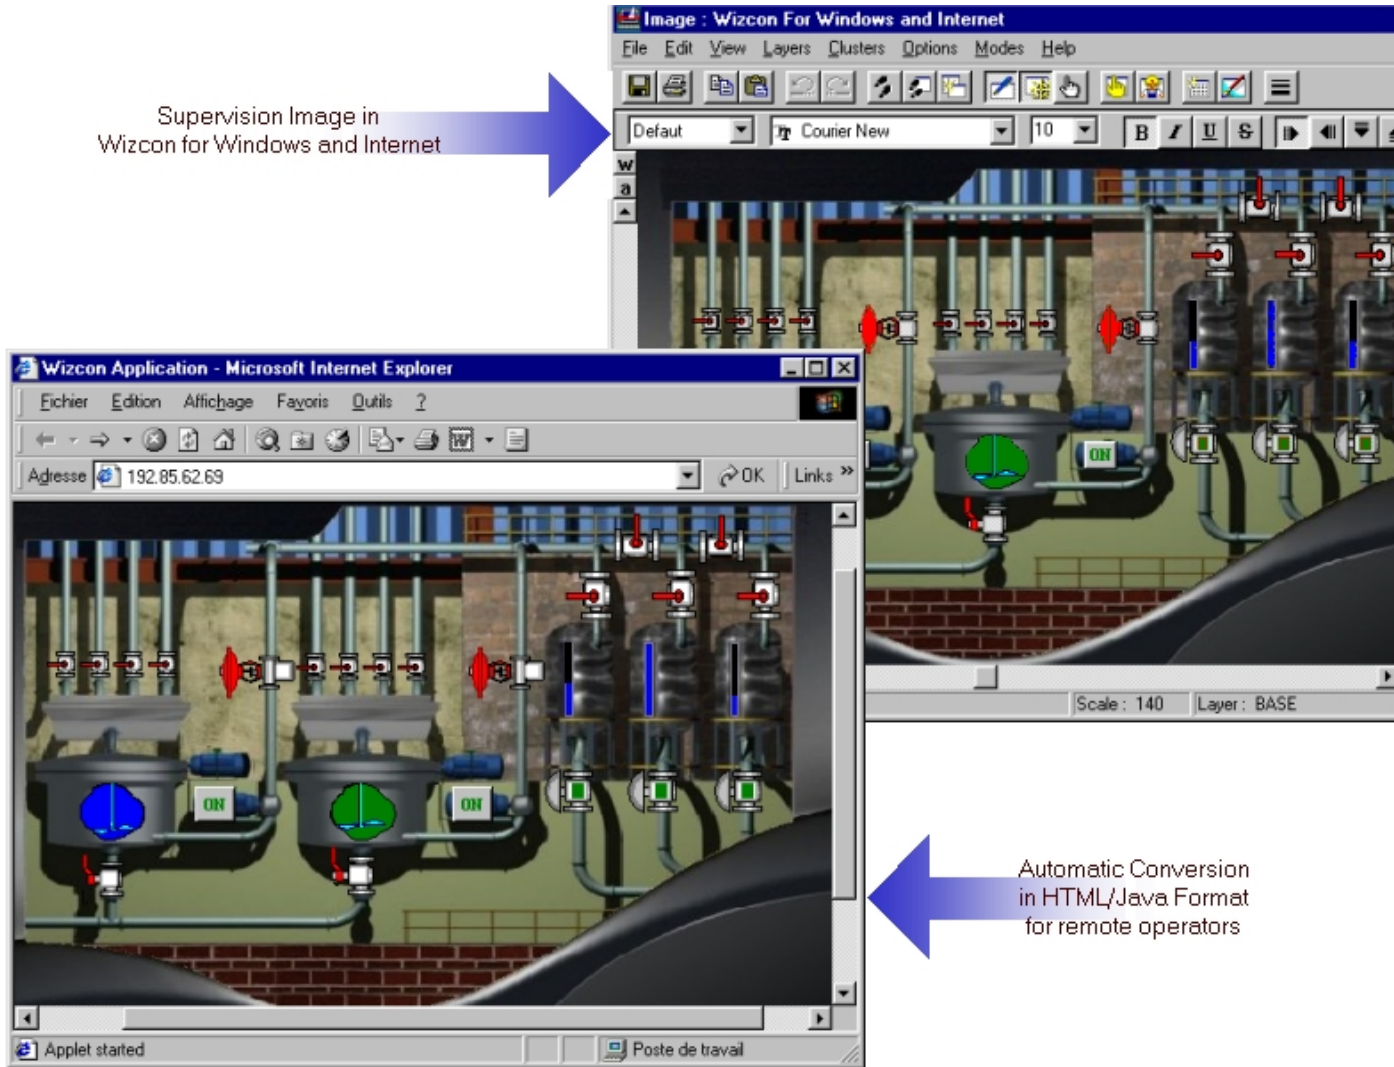 Image : Wizcon For Windows and Internet
File Edit View Layers Clusters Options Modes Help
Defaut Courier New 10 B I U S
w
a
Supervision Image in
Wizcon for Windows and Internet
ON
Scale : 140 Layer : BASE
Wizcon Application - Microsoft Internet Explorer
Fichier Edition Affichage Favoris Outils ?
W
Adresse 192.85.62.69 OK Links »
ON ON
Applet started Poste de travail
Automatic Conversion
in HTML/Java Format
for remote operators